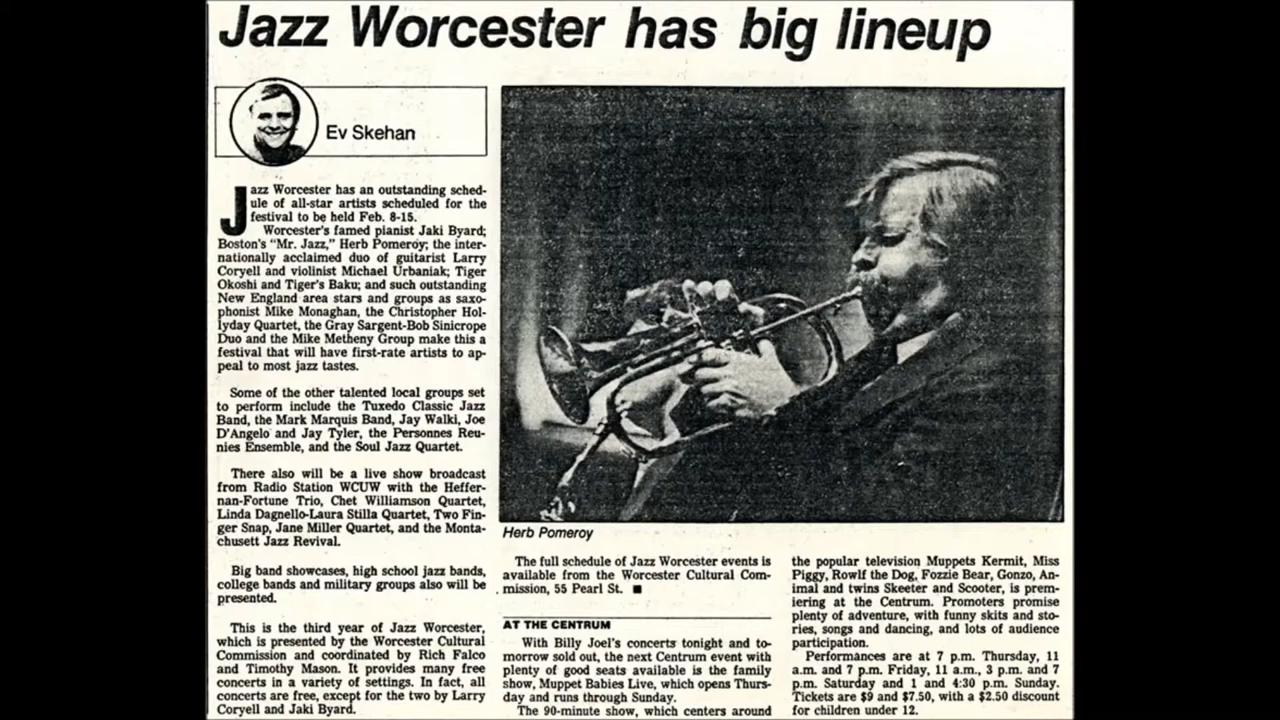 Jazz Worcester has big lineup
Ev Skehan
Jazz Worcester has an outstanding sched-
ule of all-star artists scheduled for the
festival to be held Feb. 8-15.
Worcester's famed pianist Jaki Byard;
Boston's "Mr. Jazz," Herb Pomeroy; the inter-
nationally acclaimed duo of guitarist Larry
Coryell and violinist Michael Urbaniak; Tiger
Okoshi and Tiger's Baku; and such outstanding
New England area stars and groups as saxo-
phonist Mike Monaghan, the Christopher Hol-
lyday Quartet, the Gray Sargent-Bob Sinicrope
Duo and the Mike Metheny Group make this a
festival that will have first-rate artists to ap-
peal to most jazz tastes.
Some of the other talented local groups set
to perform include the Tuxedo Classic Jazz
Band, the Mark Marquis Band, Jay Walki, Joe
D'Angelo and Jay Tyler, the Personnes Reu-
nies Ensemble, and the Soul Jazz Quartet.
There also will be a live show broadcast
from Radio Station WCUW with the Heffer-
nan-Fortune Trio, Chet Williamson Quartet,
Linda Dagnello-Laura Stilla Quartet, Two Fin-
ger Snap, Jane Miller Quartet, and the Monta-
chusett Jazz Revival.
Big band showcases, high school jazz bands,
college bands and military groups also will be
presented.
This is the third year of Jazz Worcester,
which is presented by the Worcester Cultural
Commission and coordinated by Rich Falco
and Timothy Mason. It provides many free
concerts in a variety of settings. In fact, all
concerts are free, except for the two by Larry
Coryell and Jaki Byard.
Herb Pomeroy
The full schedule of Jazz Worcester events is
available from the Worcester Cultural Com-
mission, 55 Pearl St. ■
AT THE CENTRUM
With Billy Joel's concerts tonight and to-
morrow sold out, the next Centrum event with
plenty of good seats available is the family
show, Muppet Babies Live, which opens Thurs-
day and runs through Sunday.
The 90-minute show, which centers around
the popular television Muppets Kermit, Miss
Piggy, Rowlf the Dog, Fozzie Bear, Gonzo, An-
imal and twins Skeeter and Scooter, is prem-
iering at the Centrum. Promoters promise
plenty of adventure, with funny skits and sto-
ries, songs and dancing, and lots of audience
participation.
Performances are at 7 p.m. Thursday, 11
a.m. and 7 p.m. Friday, 11 a.m., 3 p.m. and 7
p.m. Saturday and 1 and 4:30 p.m. Sunday.
Tickets are $9 and $7.50, with a $2.50 discount
for children under 12.